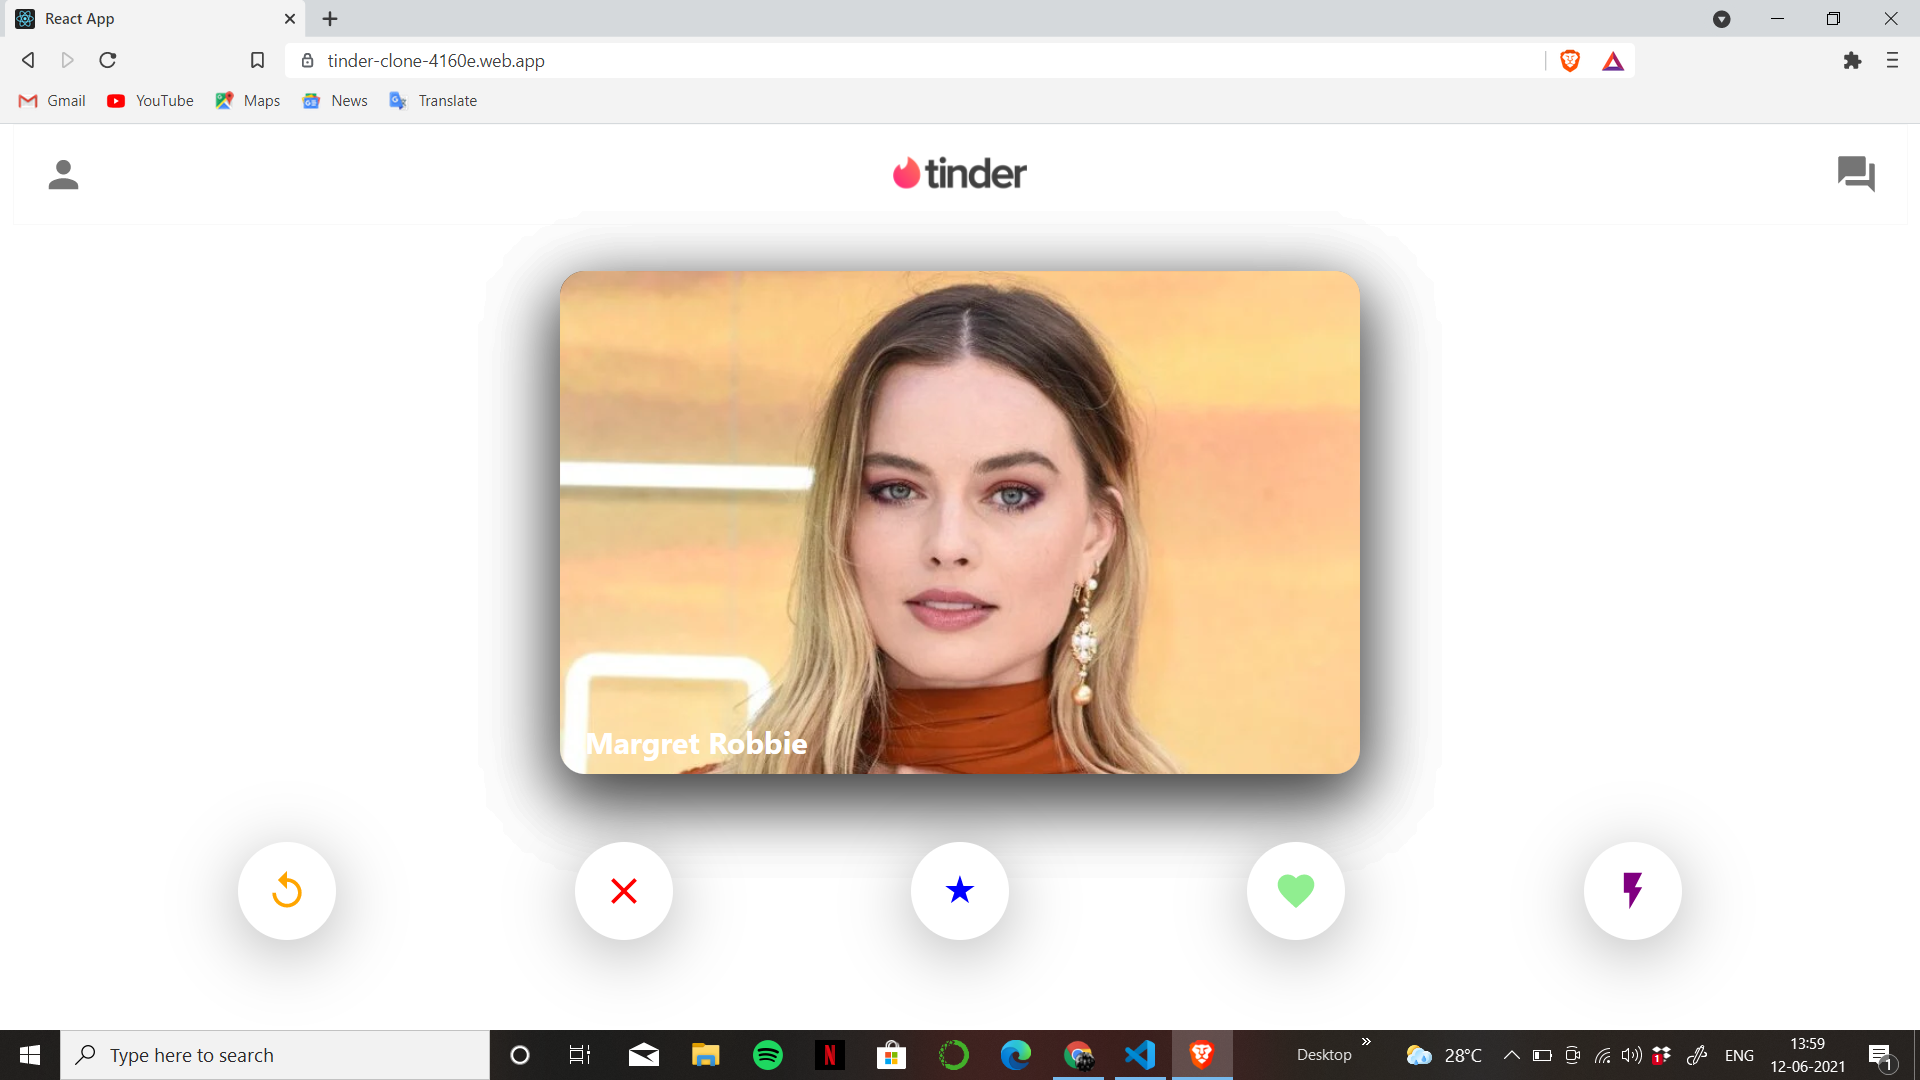 React App
tinder-clone-4160e.web.app
Gmail YouTube Maps News Translate
tinder
Margret Robbie
Type here to search
N
Desktop
»
28°C
1
ENG
13:59
12-06-2021
1